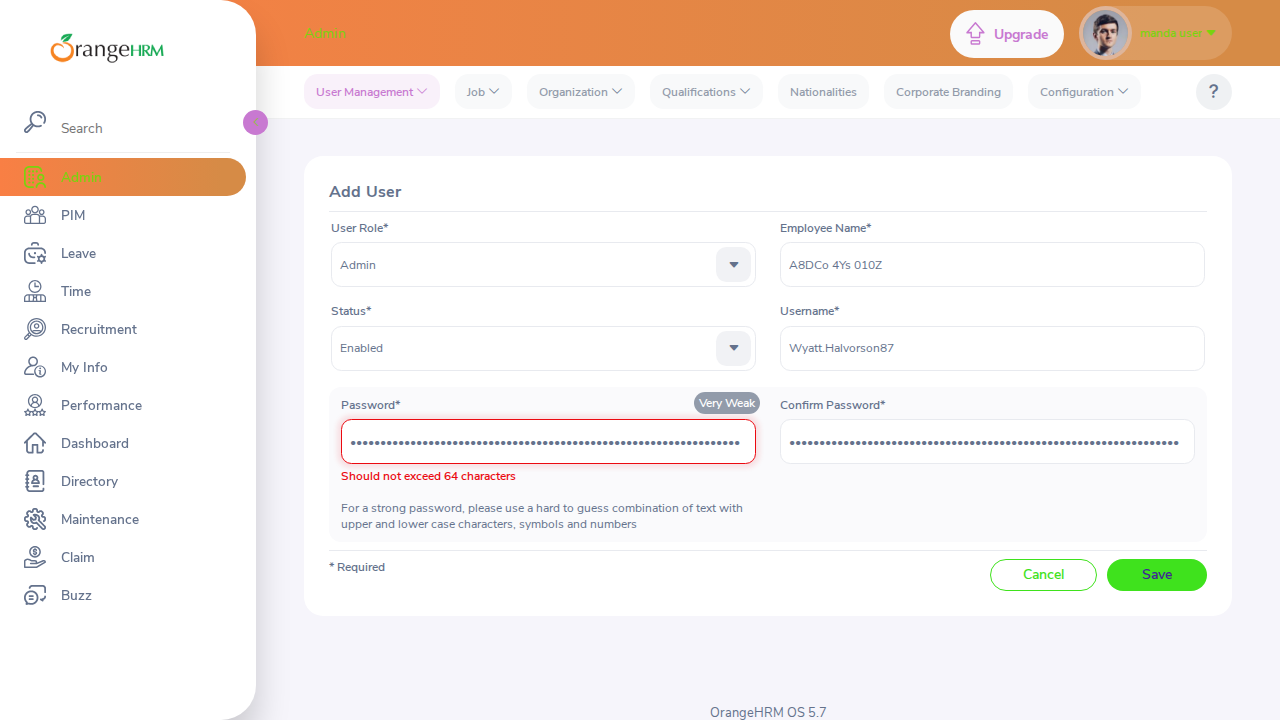 OrangeHRM
Search
Admin
PIM
Leave
Time
Recruitment
My Info
Performance
Dashboard
Directory
Maintenance
Claim
Buzz
Admin
Upgrade
manda user
User Management
Job
Organization
Qualifications
Nationalities
Corporate Branding
Configuration
?
Add User
User Role*
Employee Name*
Admin
A8DCo 4Ys 010Z
Status*
Username*
Enabled
Wyatt.Halvorson87
Password*
Very Weak
Confirm Password*
Should not exceed 64 characters
For a strong password, please use a hard to guess combination of text with
upper and lower case characters, symbols and numbers
* Required
Cancel
Save
OrangeHRM OS 5.7